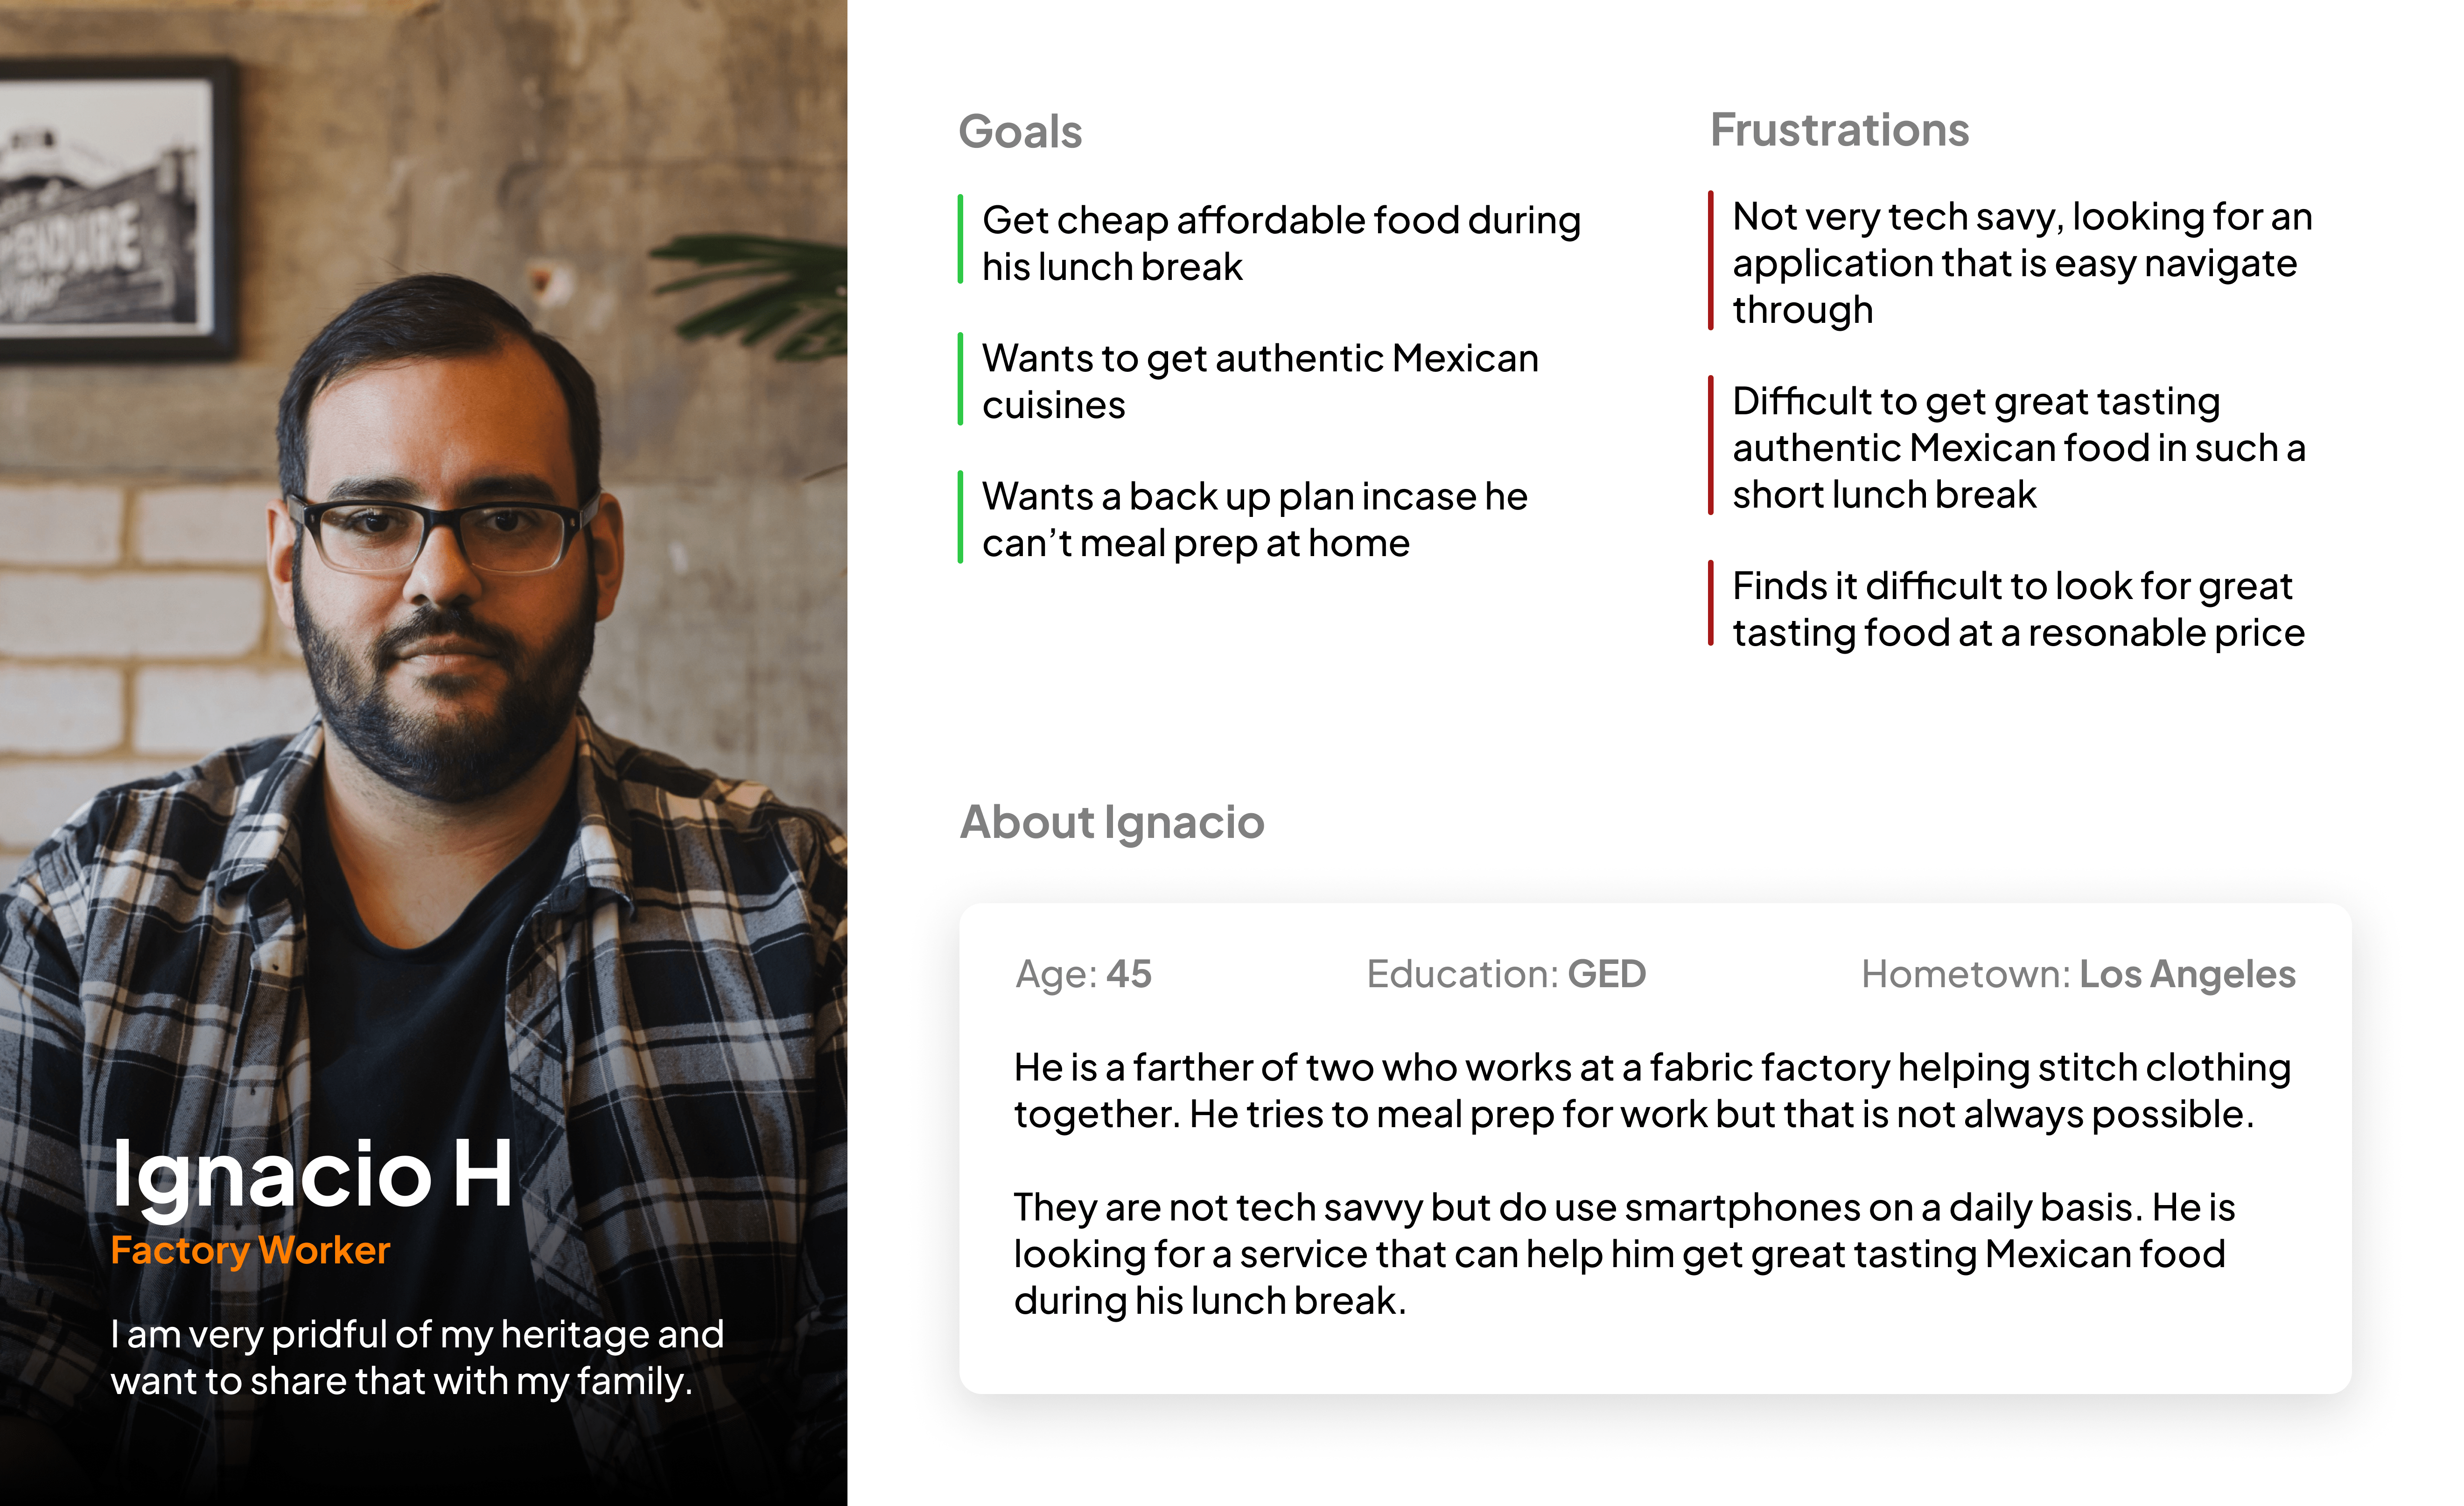 Ignacio H
Factory Worker
I am very pridful of my heritage and
want to share that with my family.
Goals
Get cheap affordable food during
his lunch break
Wants to get authentic Mexican
cuisines
Wants a back up plan incase he
can’t meal prep at home
Frustrations
Not very tech savy, looking for an
application that is easy navigate
through
Difficult to get great tasting
authentic Mexican food in such a
short lunch break
Finds it difficult to look for great
tasting food at a resonable price
About Ignacio
Age: 45 Education: GED Hometown: Los Angeles
He is a farther of two who works at a fabric factory helping stitch clothing
together. He tries to meal prep for work but that is not always possible.
They are not tech savvy but do use smartphones on a daily basis. He is
looking for a service that can help him get great tasting Mexican food
during his lunch break.